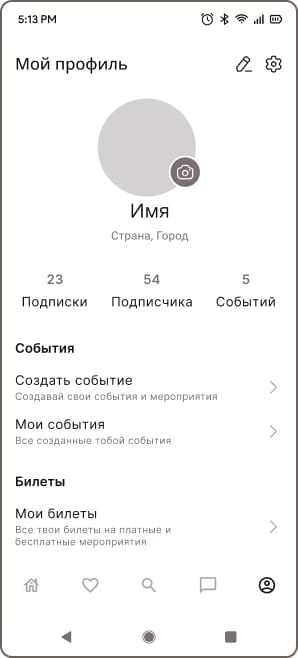 5:13 PM
Мой профиль
Имя
Страна, Город
23 54 5
Подписки Подписчика Событий
События
Создать событие
Создавай свои события и мероприятия
Мои события
Все созданные тобой события
Билеты
Мои билеты
Все твои билеты на платные и
бесплатные мероприятия